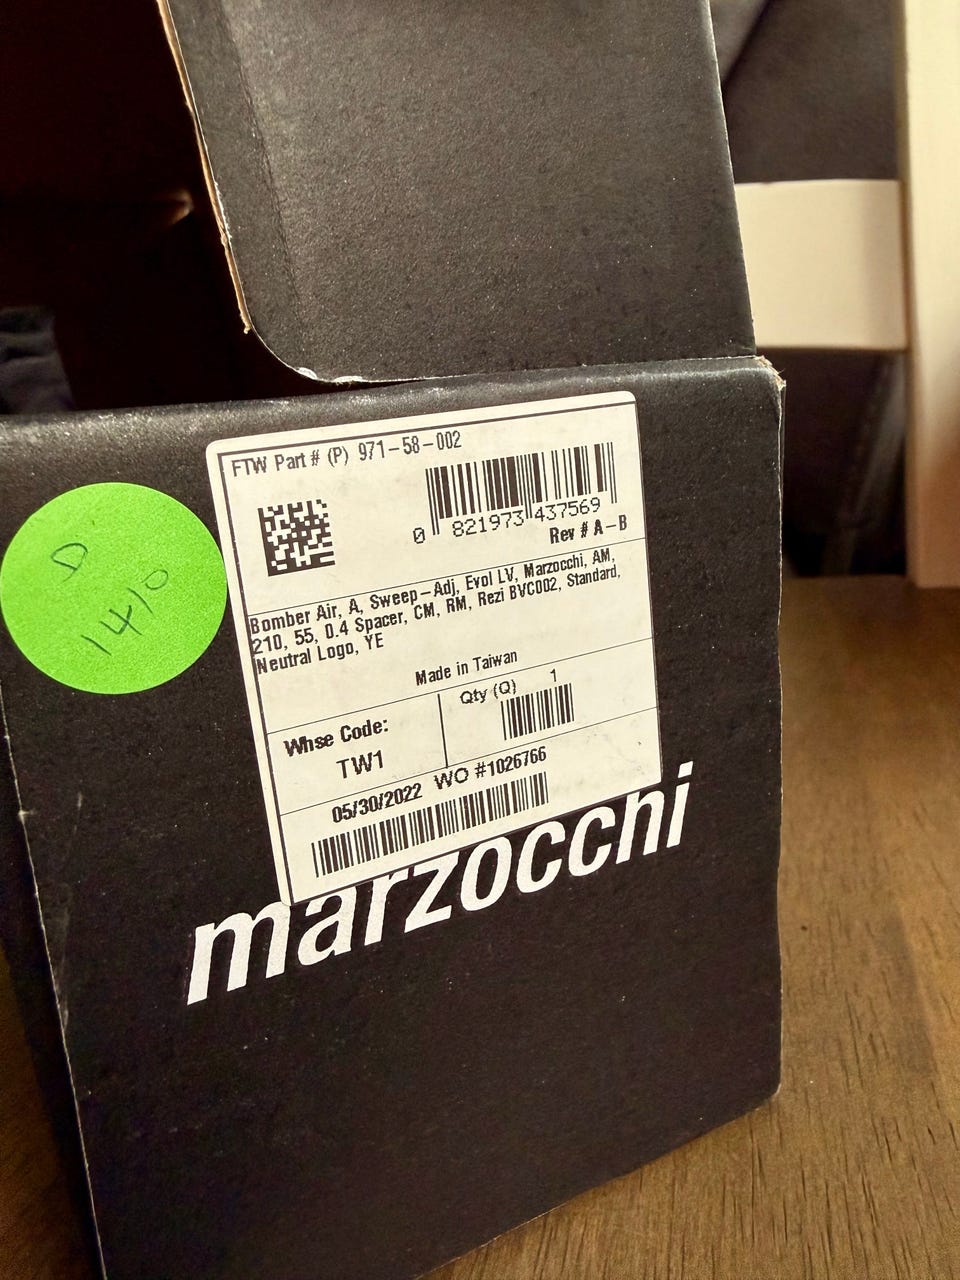 FTW Part # (P) 971-58-002
0 821973 437569
Rev # A-B
Bomber Air, A, Sweep-Adj, Evol LV, Marzocchi, AM,
210, 55, 0.4 Spacer, CM, RM, Rezi BVC002, Standard,
Neutral Logo, YE
Made in Taiwan
Whse Code:
TW1
Qty (Q) 1
05/30/2022 WO #1026766
marzocchi
D
1410